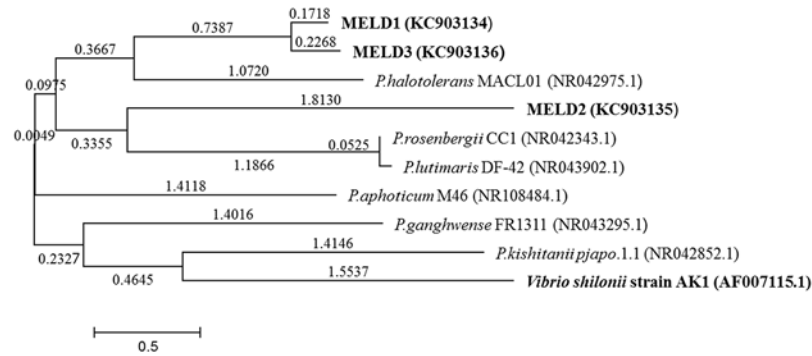 0.1718
MELD1 (KC903134)
0.7387
0.2268
MELD3 (KC903136)
0.3667
1.0720
P.halotolerans MACL01 (NR042975.1)
0.0975
1.8130
MELD2 (KC903135)
0.0049
0.3355
0.0525
P.rosenbergii CC1 (NR042343.1)
1.1866
P.lutimaris DF-42 (NR043902.1)
1.4118
P.aphoticum M46 (NR108484.1)
1.4016
P.ganghwense FR1311 (NR043295.1)
0.2327
1.4146
P.kishitanii pjapo.1.1 (NR042852.1)
0.4645
1.5537
Vibrio shilonii strain AK1 (AF007115.1)
0.5